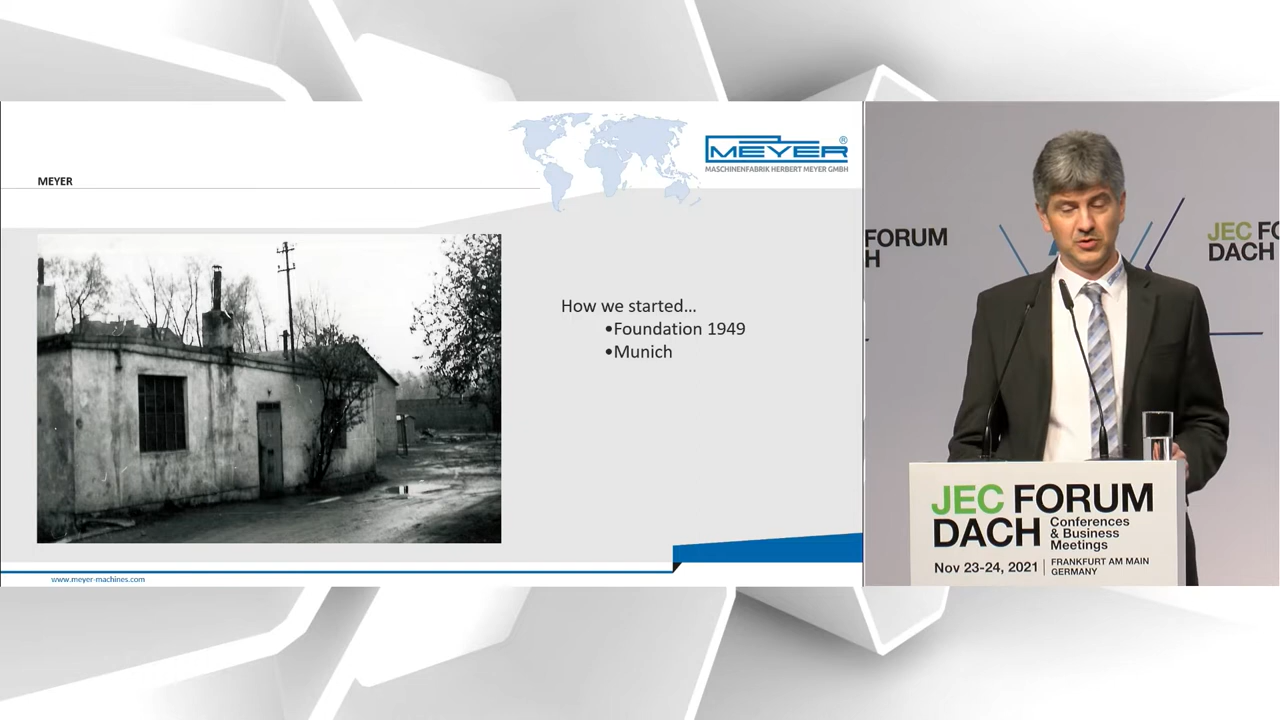 MEYER
MEYER®
MASCHINENFABRIK HERBERT MEYER GMBH
How we started...
•Foundation 1949
•Munich
www.meyer-machines.com
FORUM
H
JEC FO
DACH
JEC FORUM
DACH
Conferences
& Business
Meetings
Nov 23-24, 2021
FRANKFURT AM MAIN
GERMANY